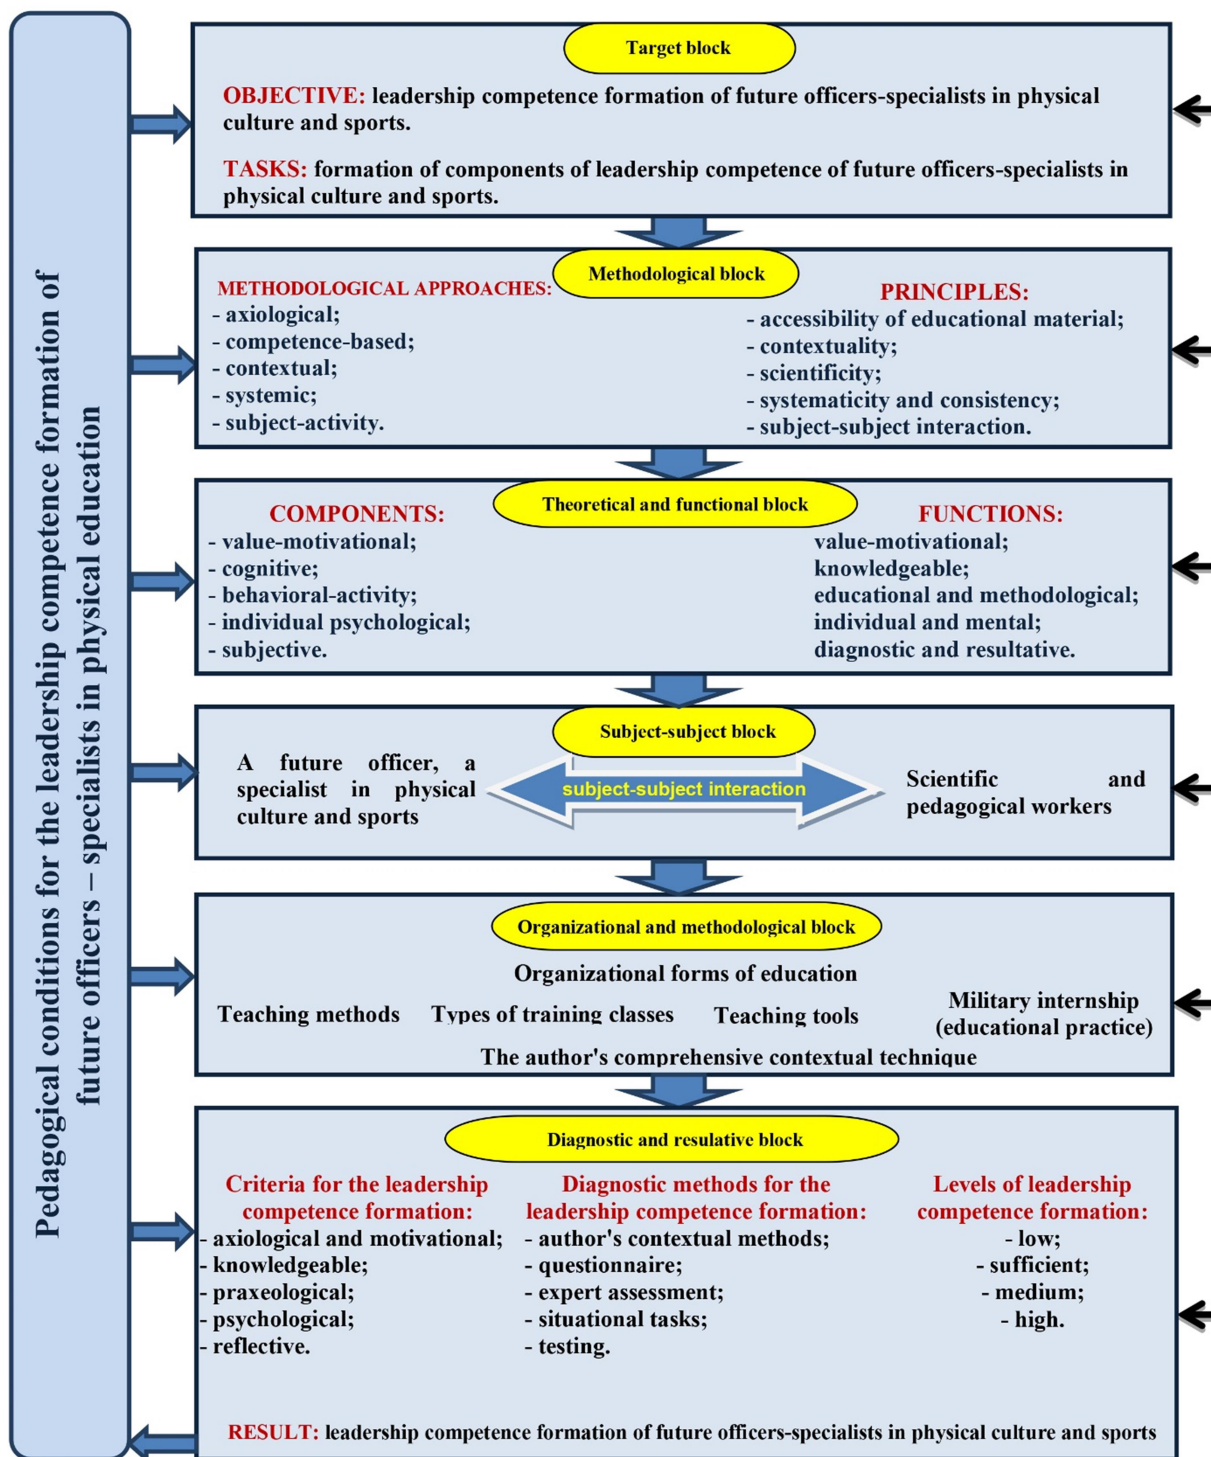 Pedagogical conditions for the leadership competence formation of
future officers – specialists in physical education
Target block
OBJECTIVE: leadership competence formation of future officers-specialists in physical
culture and sports.
TASKS: formation of components of leadership competence of future officers-specialists in
physical culture and sports.
Methodological block
METHODOLOGICAL APPROACHES:
- axiological;
- competence-based;
- contextual;
- systemic;
- subject-activity.
PRINCIPLES:
- accessibility of educational material;
- contextuality;
- scientificity;
- systematicity and consistency;
- subject-subject interaction.
Theoretical and functional block
COMPONENTS:
- value-motivational;
- cognitive;
- behavioral-activity;
- individual psychological;
- subjective.
FUNCTIONS:
value-motivational;
knowledgeable;
educational and methodological;
individual and mental;
diagnostic and resultative.
Subject-subject block
A future officer, a
specialist in physical
culture and sports
subject-subject interaction
Scientific and
pedagogical workers
Organizational and methodological block
Organizational forms of education
Teaching methods
Types of training classes
Teaching tools
Military internship
(educational practice)
The author's comprehensive contextual technique
Diagnostic and resulative block
Criteria for the leadership
competence formation:
- axiological and motivational;
- knowledgeable;
- praxeological;
- psychological;
- reflective.
Diagnostic methods for the
leadership competence formation:
- author's contextual methods;
- questionnaire;
- expert assessment;
- situational tasks;
- testing.
Levels of leadership
competence formation:
- low;
- sufficient;
- medium;
- high.
RESULT: leadership competence formation of future officers-specialists in physical culture and sports